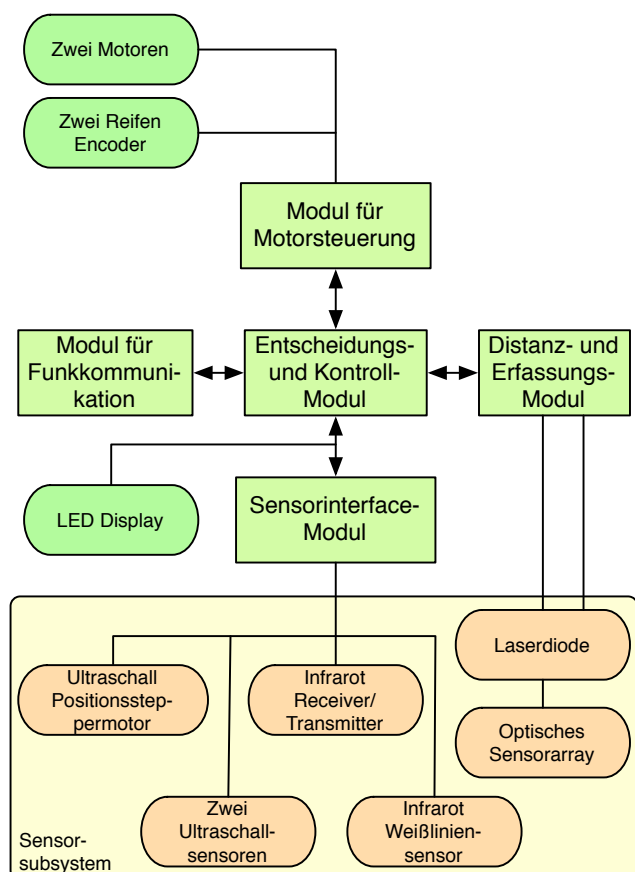 Zwei Motoren
Zwei Reifen
Encoder
Modul für
Motorsteuerung
Modul für
Funkkommuni-
kation
Entscheidungs-
und Kontroll-
Modul
Distanz- und
Erfassungs-
Modul
LED Display
Sensorinterface-
Modul
Laserdiode
Ultraschall
Positionsstep-
permotor
Infrarot
Receiver/
Transmitter
Optisches
Sensorarray
Zwei
Ultraschall-
sensoren
Infrarot
Weißlinien-
sensor
Sensor-
subsystem